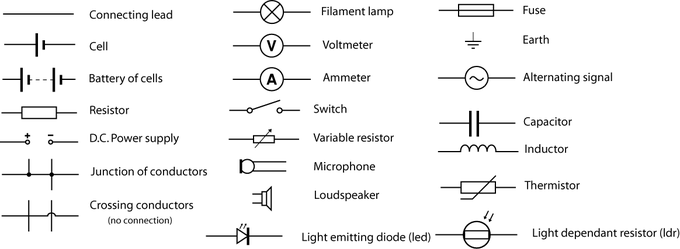 Connecting lead
Cell
Battery of cells
Resistor
+ −
D.C. Power supply
Junction of conductors
Crossing conductors
(no connection)
Filament lamp
V
Voltmeter
A
Ammeter
Switch
Variable resistor
Microphone
Loudspeaker
Light emitting diode (led)
Fuse
Earth
Alternating signal
Capacitor
Inductor
Thermistor
Light dependant resistor (ldr)